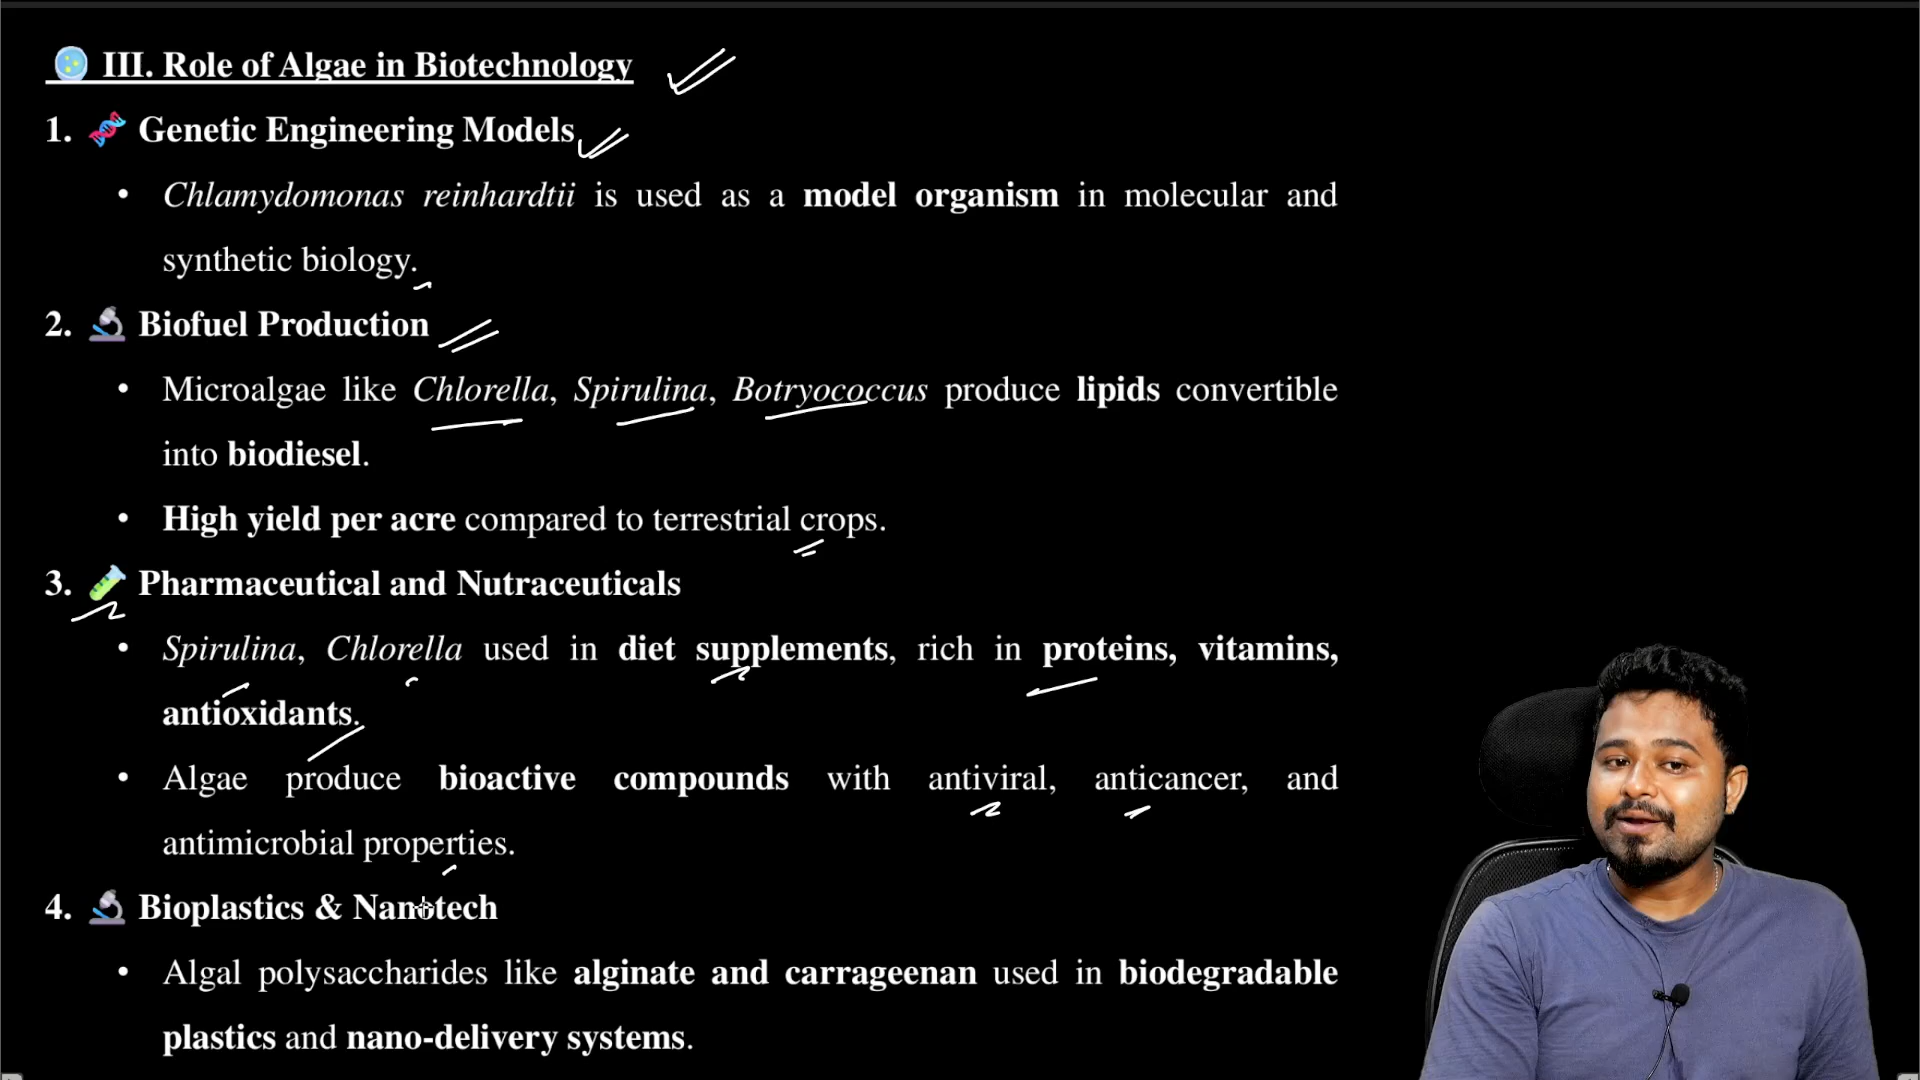 III. Role of Algae in Biotechnology
1. Genetic Engineering Models
• Chlamydomonas reinhardtii is used as a model organism in molecular and
synthetic biology.
2. Biofuel Production
• Microalgae like Chlorella, Spirulina, Botryococcus produce lipids convertible
into biodiesel.
• High yield per acre compared to terrestrial crops.
3. Pharmaceutical and Nutraceuticals
• Spirulina, Chlorella used in diet supplements, rich in proteins, vitamins,
antioxidants.
• Algae produce bioactive compounds with antiviral, anticancer, and
antimicrobial properties.
4. Bioplastics & Nanotech
• Algal polysaccharides like alginate and carrageenan used in biodegradable
plastics and nano-delivery systems.